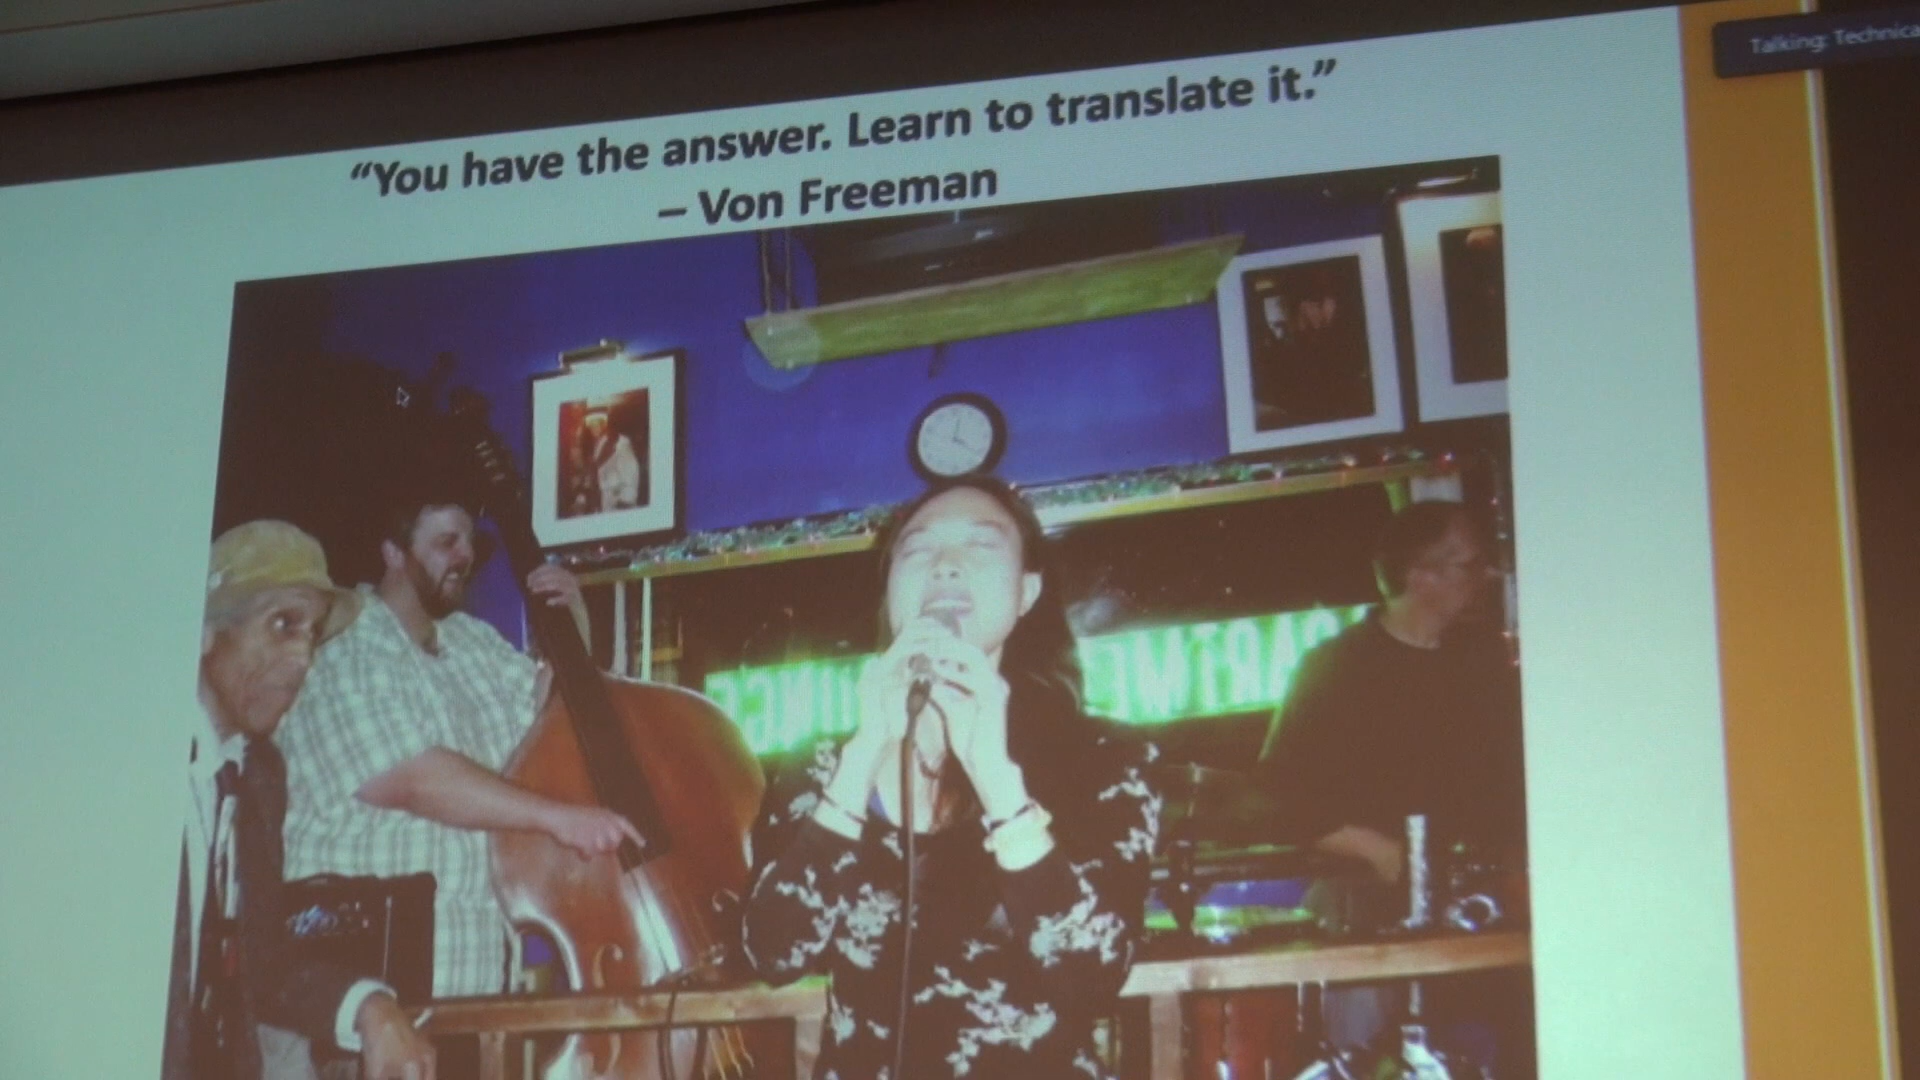 “You have the answer. Learn to translate it.”
– Von Freeman
Talking: Technica